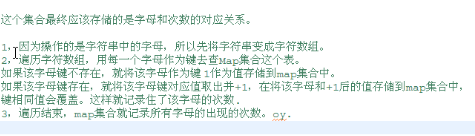 这个集合最终应该存储的是字母和次数的对应关系。
1，因为操作的是字符串中的字母，所以先将字符串变成字符数组。
2，遍历字符数组，用每一个字母作为键去查Map集合这个表。
如果该字母键不存在，就将该字母作为键 1作为值存储到map集合中。
如果该字母键存在，就将该字母键对应值取出并+1，在将该字母和+1后的值存储到map集合中，
键相同值会覆盖。这样就记录住了该字母的次数.
3，遍历结束，map集合就记录所有字母的出现的次数。oy.